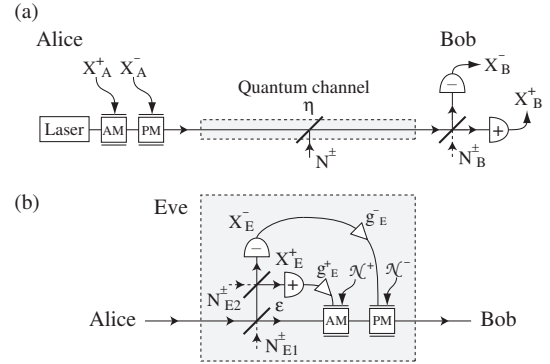 (a)
Alice
Bob
X⁺A X⁻A
Quantum channel
η
X⁻B
X⁺B
Laser AM PM
N±
N±B
(b)
Eve
X⁻E
g⁻E
X⁺E
g⁺E
𝒩⁺ 𝒩⁻
N±E2
ε
Alice
AM PM
Bob
N±E1